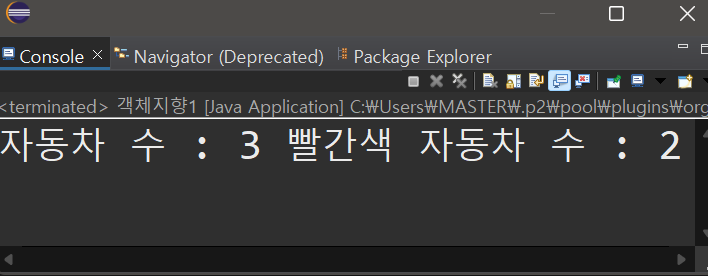 Console Navigator (Deprecated) Package Explorer
<terminated> 객체지향1 [Java Application] C:₩Users₩MASTER₩.p2₩pool₩plugins₩org
자동차 수 : 3 빨간색 자동차 수 : 2